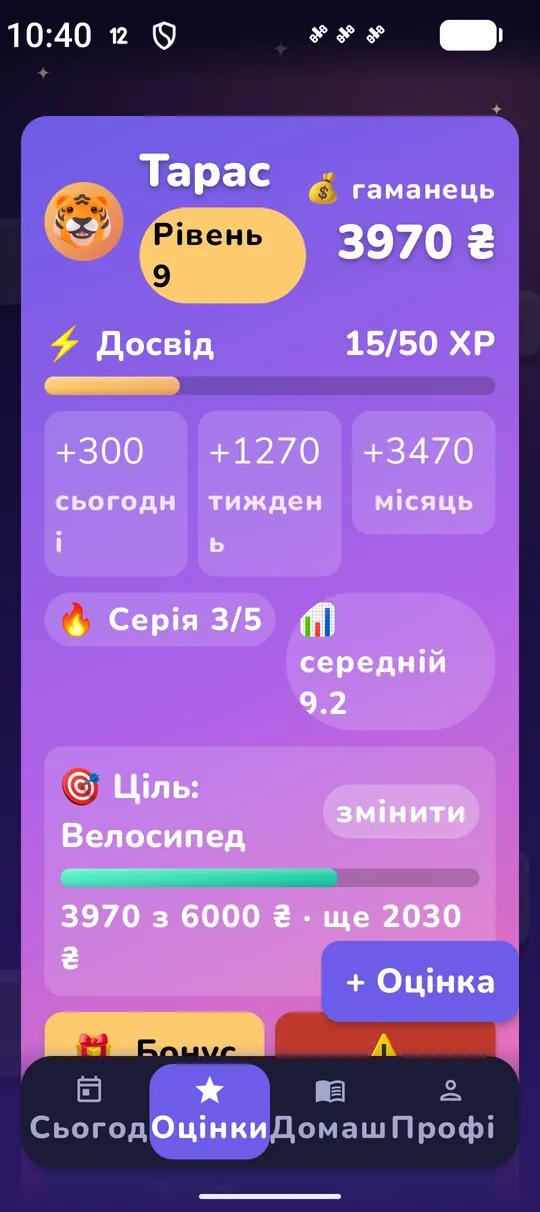 10:40 12
Тарас
гаманець
Рівень
9
3970 ₴
Досвід 15/50 XP
+300 +1270 +3470
сьогодн тижден місяць
і ь
Серія 3/5
середній
9.2
Ціль:
Велосипед
змінити
3970 з 6000 ₴ · ще 2030
₴
+ Оцінка
Бонус
Сьогод Оцінки Домаш Профі